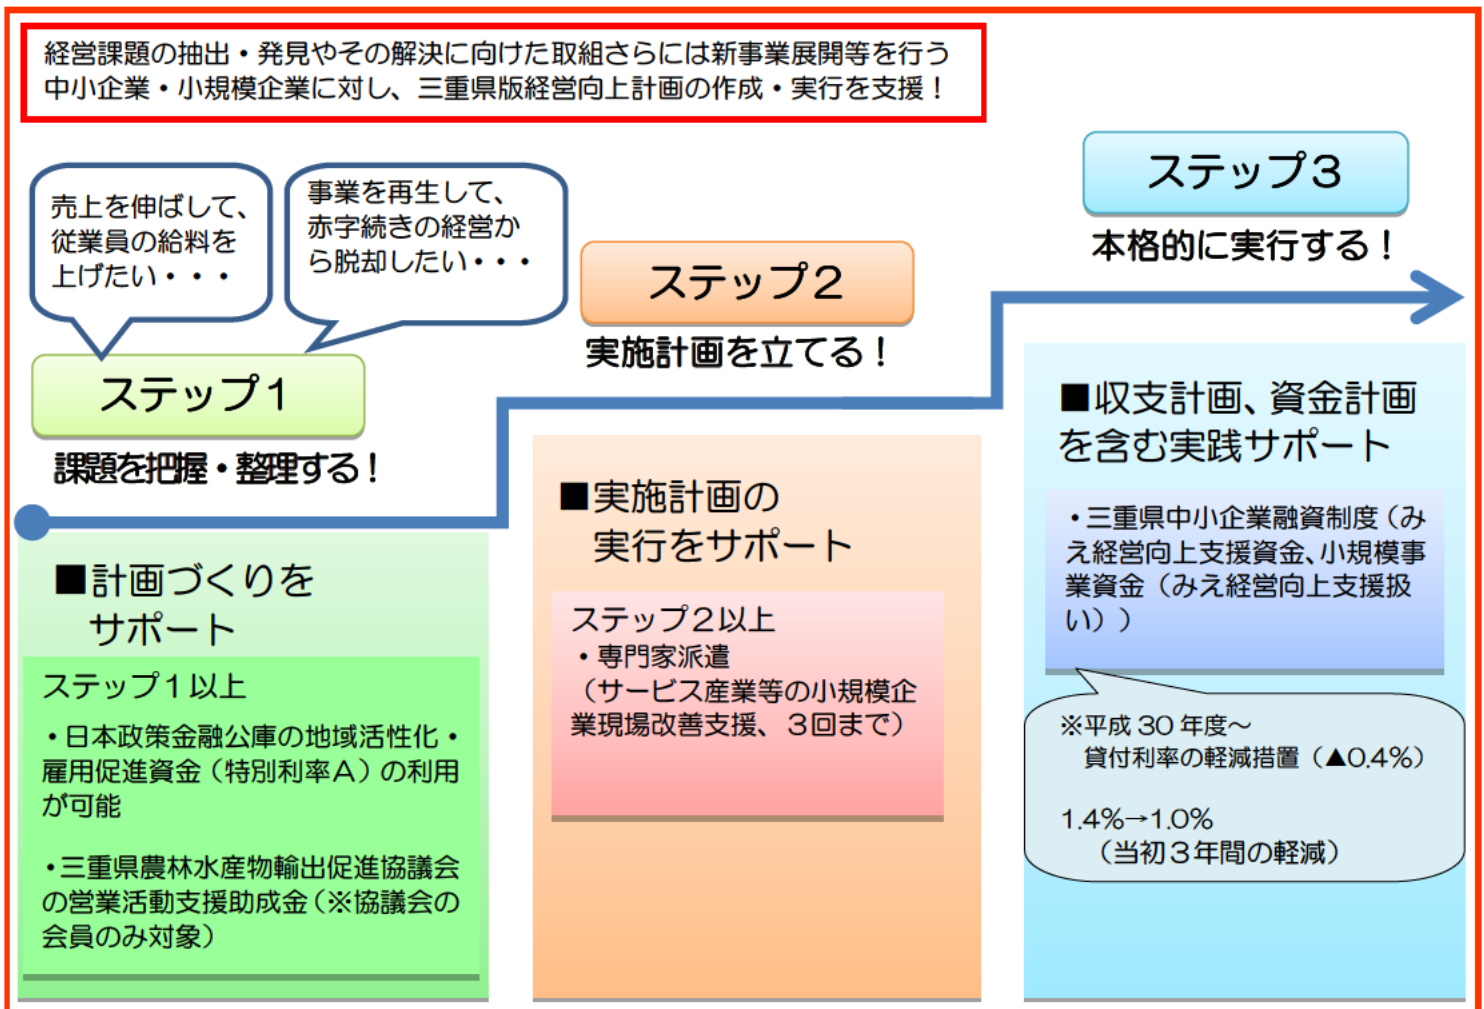 経営課題の抽出・発見やその解決に向けた取組さらには新事業展開等を行う
中小企業・小規模企業に対し、三重県版経営向上計画の作成・実行を支援！
売上を伸ばして、
従業員の給料を
上げたい・・・
事業を再生して、
赤字続きの経営か
ら脱却したい・・・
ステップ１
課題を把握・整理する！
■計画づくりを
サポート
ステップ１以上
・日本政策金融公庫の地域活性化・
雇用促進資金（特別利率Ａ）の利用
が可能
・三重県農林水産物輸出促進協議会
の営業活動支援助成金（※協議会の
会員のみ対象）
ステップ２
実施計画を立てる！
■実施計画の
実行をサポート
ステップ２以上
・専門家派遣
（サービス産業等の小規模企
業現場改善支援、３回まで）
ステップ３
本格的に実行する！
■収支計画、資金計画
を含む実践サポート
・三重県中小企業融資制度（み
え経営向上支援資金、小規模事
業資金（みえ経営向上支援扱
い））
※平成 30 年度～
貸付利率の軽減措置（▲0.4％）
1.4％→1.0％
（当初３年間の軽減）